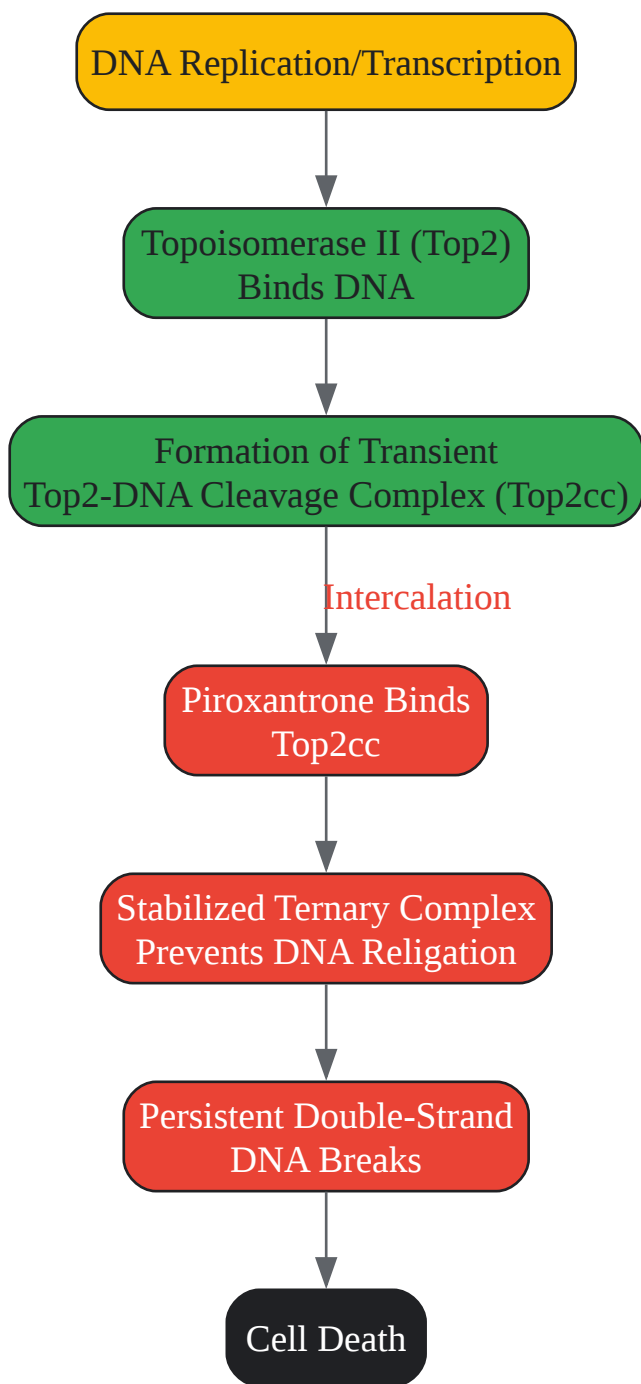 DNA Replication/Transcription
Topoisomerase II (Top2)
Binds DNA
Formation of Transient
Top2-DNA Cleavage Complex (Top2cc)
Intercalation
Piroxantrone Binds
Top2cc
Stabilized Ternary Complex
Prevents DNA Religation
Persistent Double-Strand
DNA Breaks
Cell Death